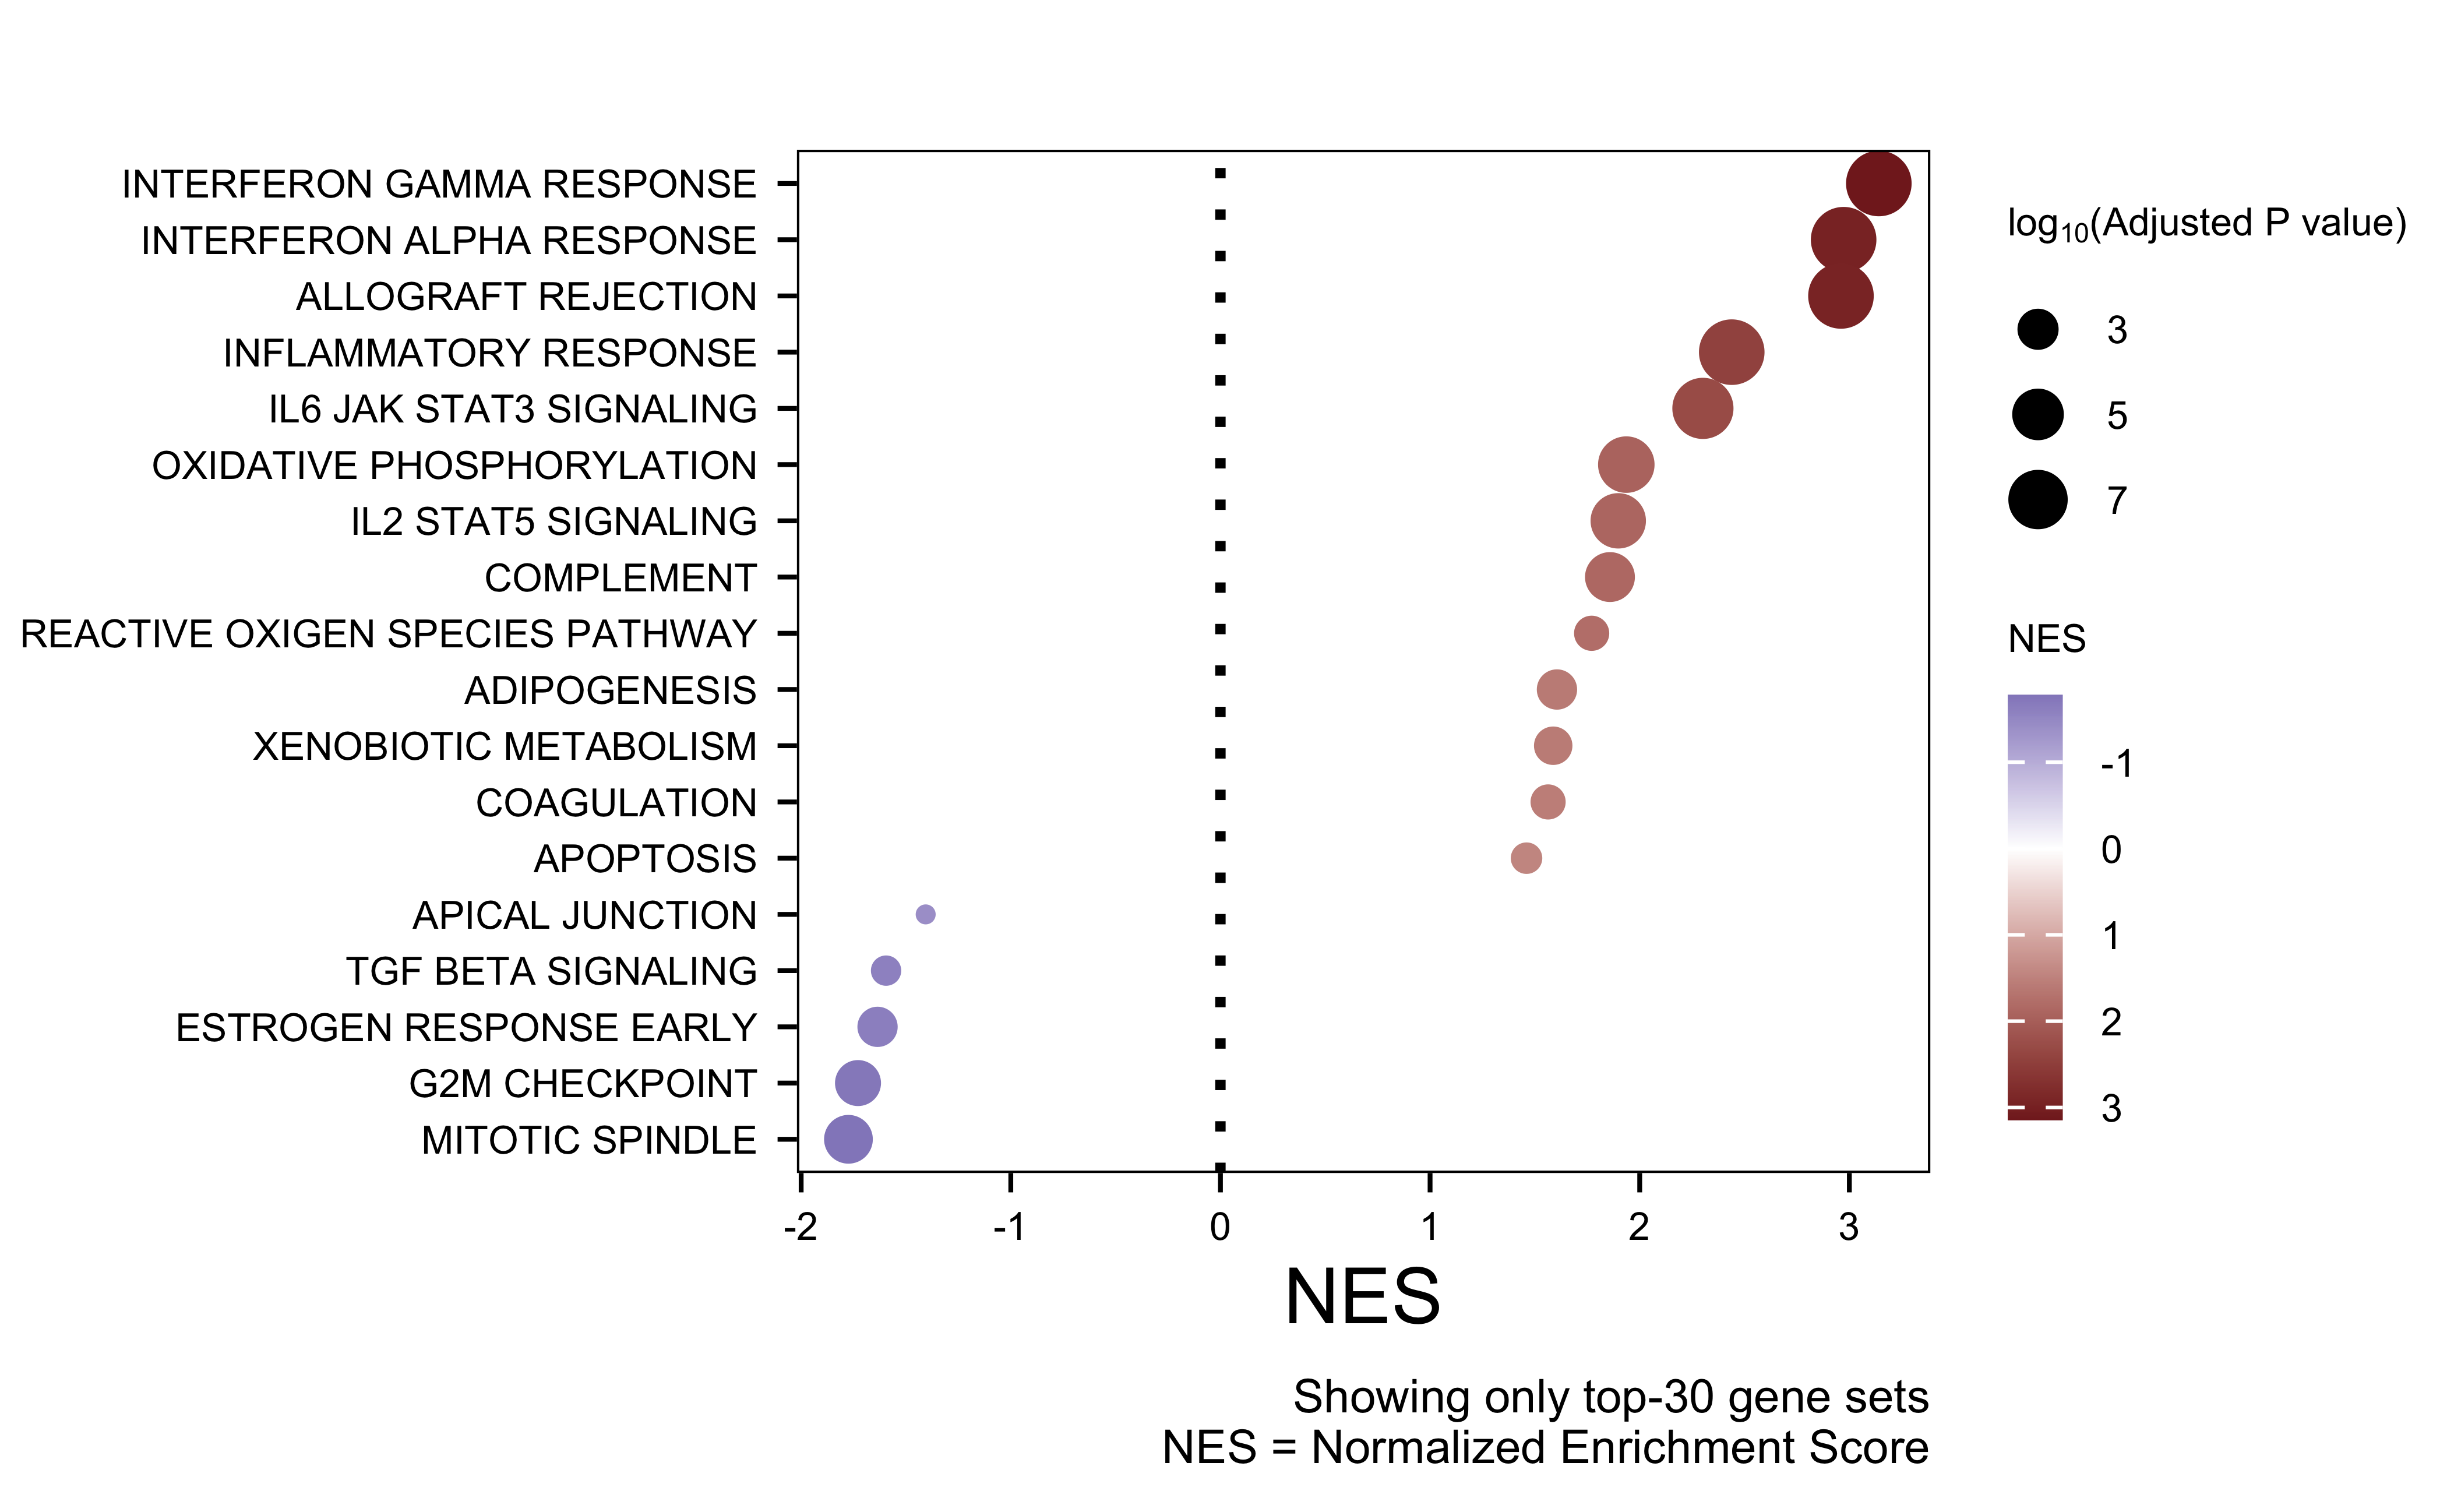 INTERFERON GAMMA RESPONSE
INTERFERON ALPHA RESPONSE
ALLOGRAFT REJECTION
INFLAMMATORY RESPONSE
IL6 JAK STAT3 SIGNALING
OXIDATIVE PHOSPHORYLATION
IL2 STAT5 SIGNALING
COMPLEMENT
REACTIVE OXIGEN SPECIES PATHWAY
ADIPOGENESIS
XENOBIOTIC METABOLISM
COAGULATION
APOPTOSIS
APICAL JUNCTION
TGF BETA SIGNALING
ESTROGEN RESPONSE EARLY
G2M CHECKPOINT
MITOTIC SPINDLE
-2 -1 0 1 2 3
NES
Showing only top-30 gene sets
NES = Normalized Enrichment Score
log₁₀(Adjusted P value)
3
5
7
NES
-1
0
1
2
3